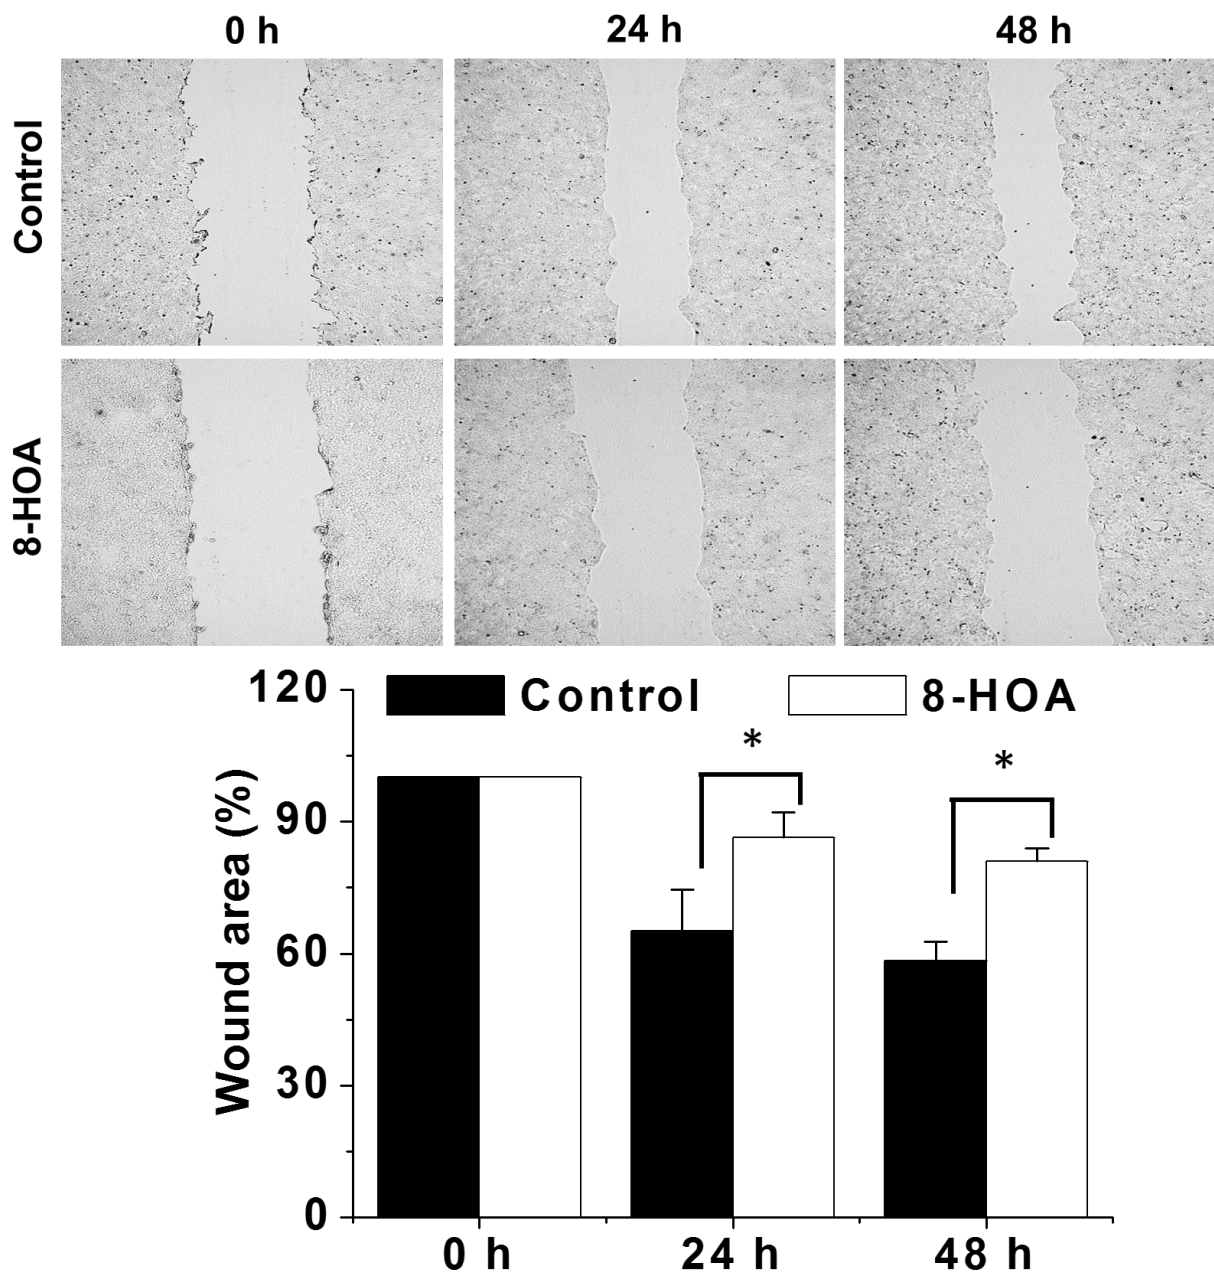 0 h 24 h 48 h
Control
8-HOA
Control 8-HOA
*
*
Wound area (%)
120
90
60
30
0
0 h 24 h 48 h